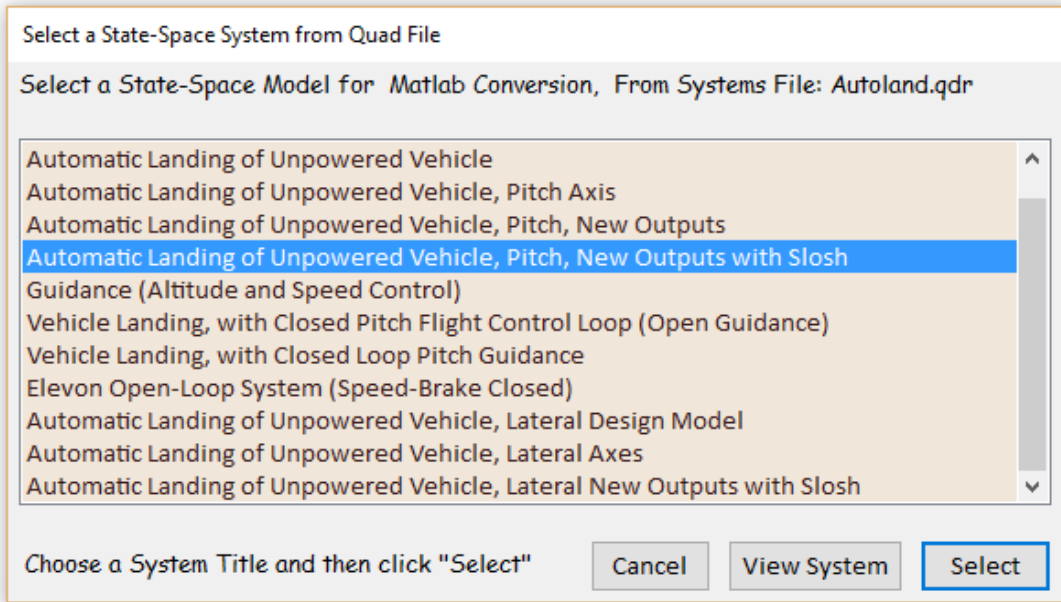 Select a State-Space System from Quad File
Select a State-Space Model for Matlab Conversion, From Systems File: Autoland.qdr
Automatic Landing of Unpowered Vehicle
Automatic Landing of Unpowered Vehicle, Pitch Axis
Automatic Landing of Unpowered Vehicle, Pitch, New Outputs
Automatic Landing of Unpowered Vehicle, Pitch, New Outputs with Slosh
Guidance (Altitude and Speed Control)
Vehicle Landing, with Closed Pitch Flight Control Loop (Open Guidance)
Vehicle Landing, with Closed Loop Pitch Guidance
Elevon Open-Loop System (Speed-Brake Closed)
Automatic Landing of Unpowered Vehicle, Lateral Design Model
Automatic Landing of Unpowered Vehicle, Lateral Axes
Automatic Landing of Unpowered Vehicle, Lateral New Outputs with Slosh
Choose a System Title and then click "Select" Cancel View System Select